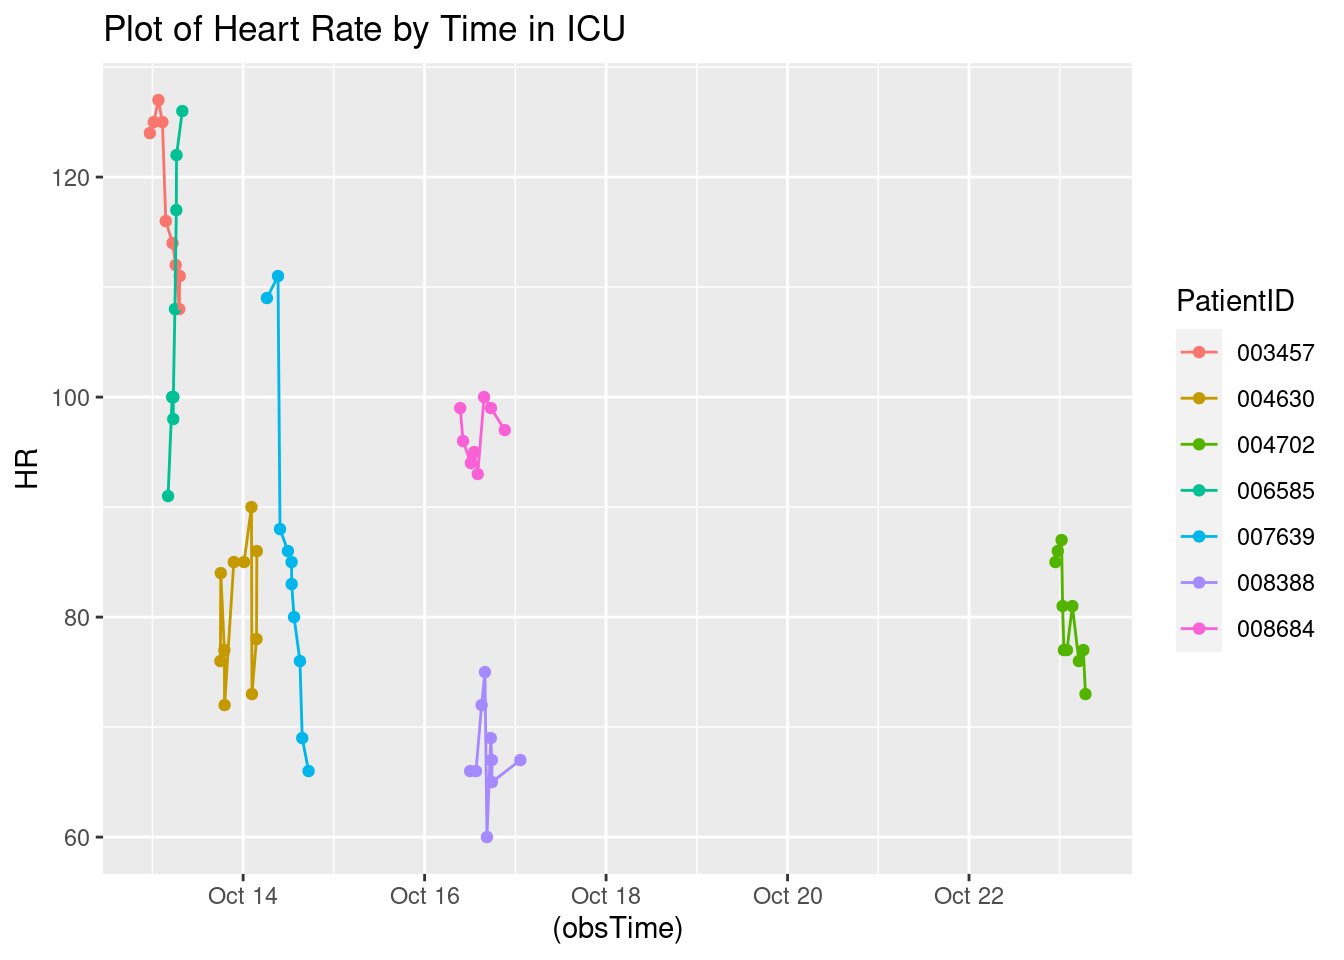 Plot of Heart Rate by Time in ICU
HR
120
100
80
60
Oct 14
Oct 16
Oct 18
Oct 20
Oct 22
(obsTime)
PatientID
003457
004630
004702
006585
007639
008388
008684